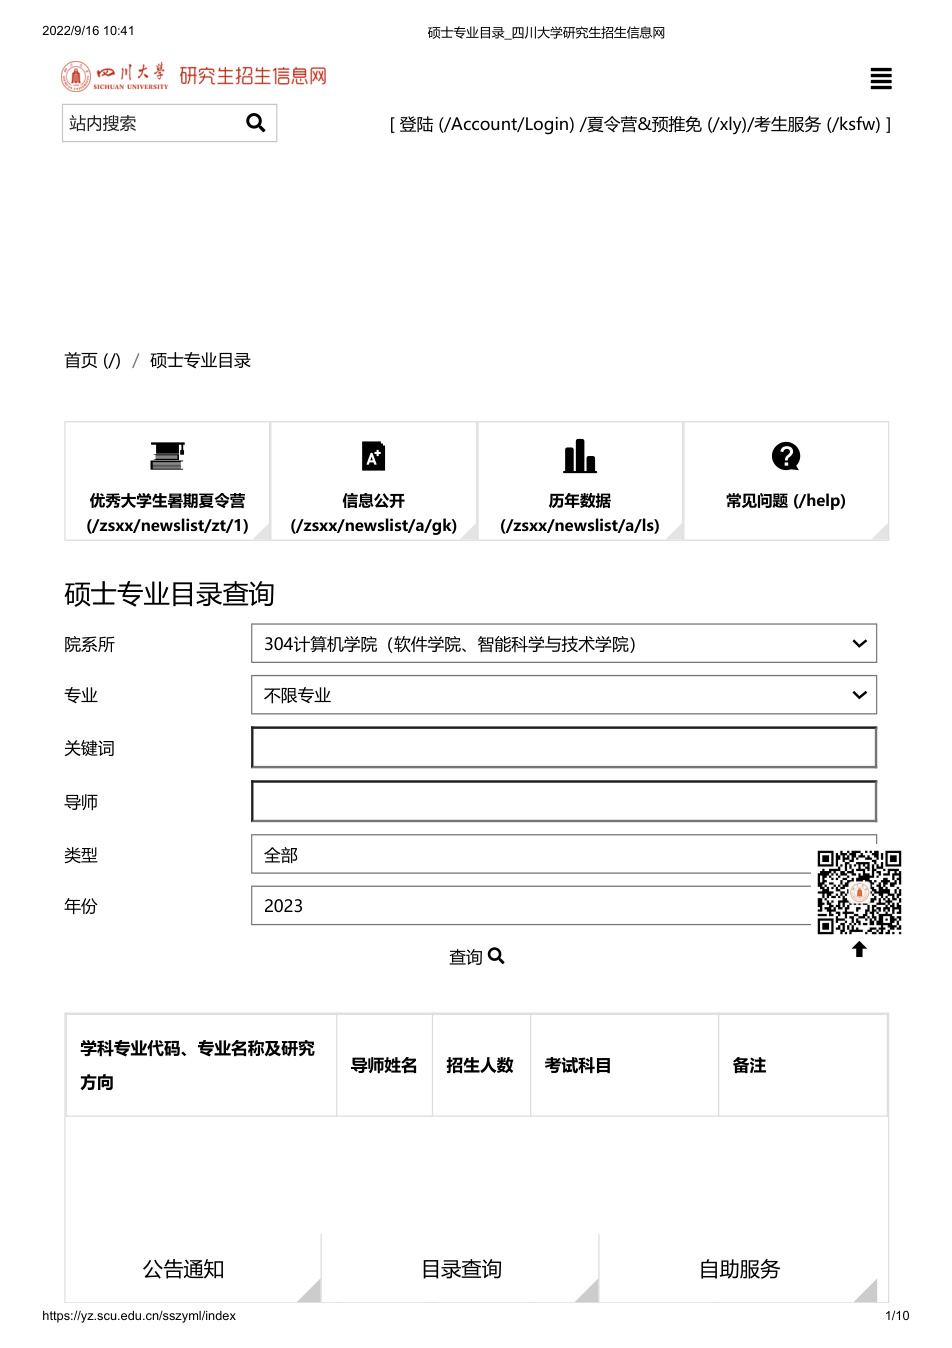 2022/9/16 10:41
硕士专业目录_四川大学研究生招生信息网
四川大学 研究生招生信息网
SICHUAN UNIVERSITY
站内搜索
[ 登陆 (/Account/Login) /夏令营&预推免 (/xly)/考生服务 (/ksfw) ]
首页 (/) / 硕士专业目录
优秀大学生暑期夏令营
(/zsxx/newslist/zt/1)
信息公开
(/zsxx/newslist/a/gk)
历年数据
(/zsxx/newslist/a/ls)
常见问题 (/help)
硕士专业目录查询
院系所 304计算机学院（软件学院、智能科学与技术学院）
专业 不限专业
关键词
导师
类型 全部
年份 2023
查询
学科专业代码、专业名称及研究
方向
导师姓名
招生人数
考试科目
备注
公告通知
目录查询
自助服务
https://yz.scu.edu.cn/sszyml/index
1/10